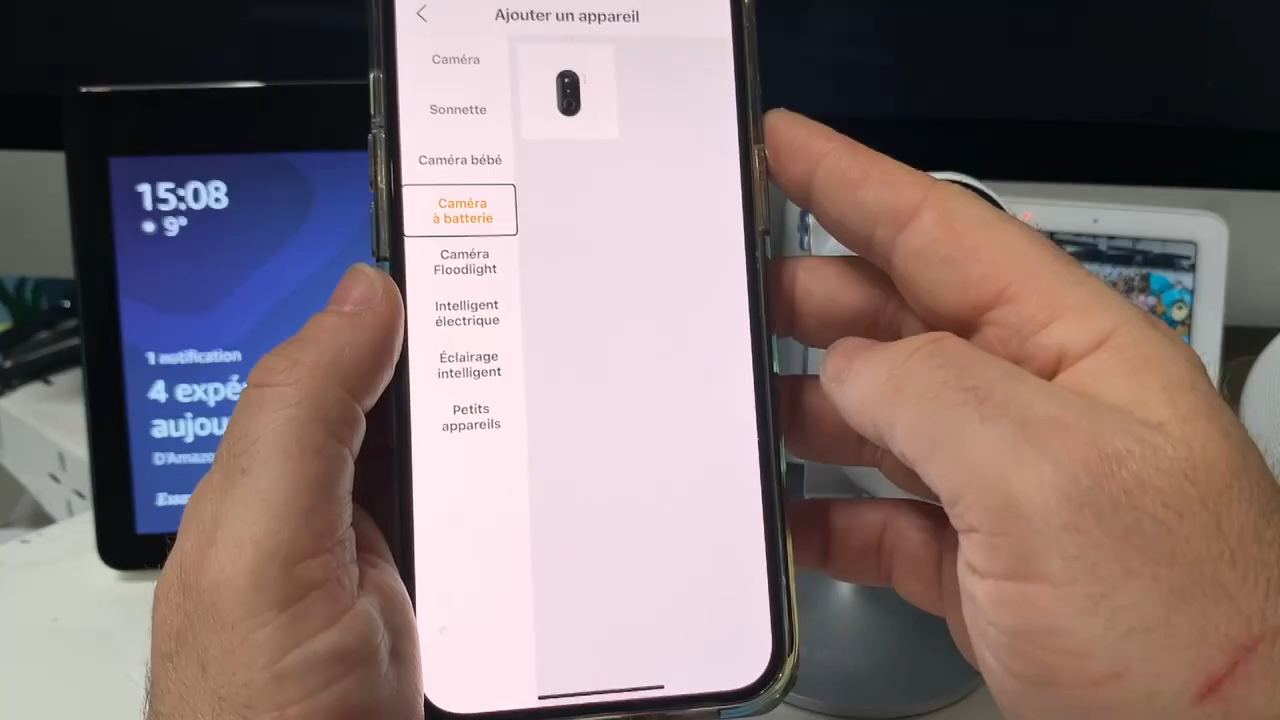 Ajouter un appareil
Caméra
Sonnette
Caméra bébé
Caméra
à batterie
Caméra
Floodlight
Intelligent
électrique
Éclairage
intelligent
Petits
appareils
15:08
9°
1 notification
4 expé
aujou
D'Amazo